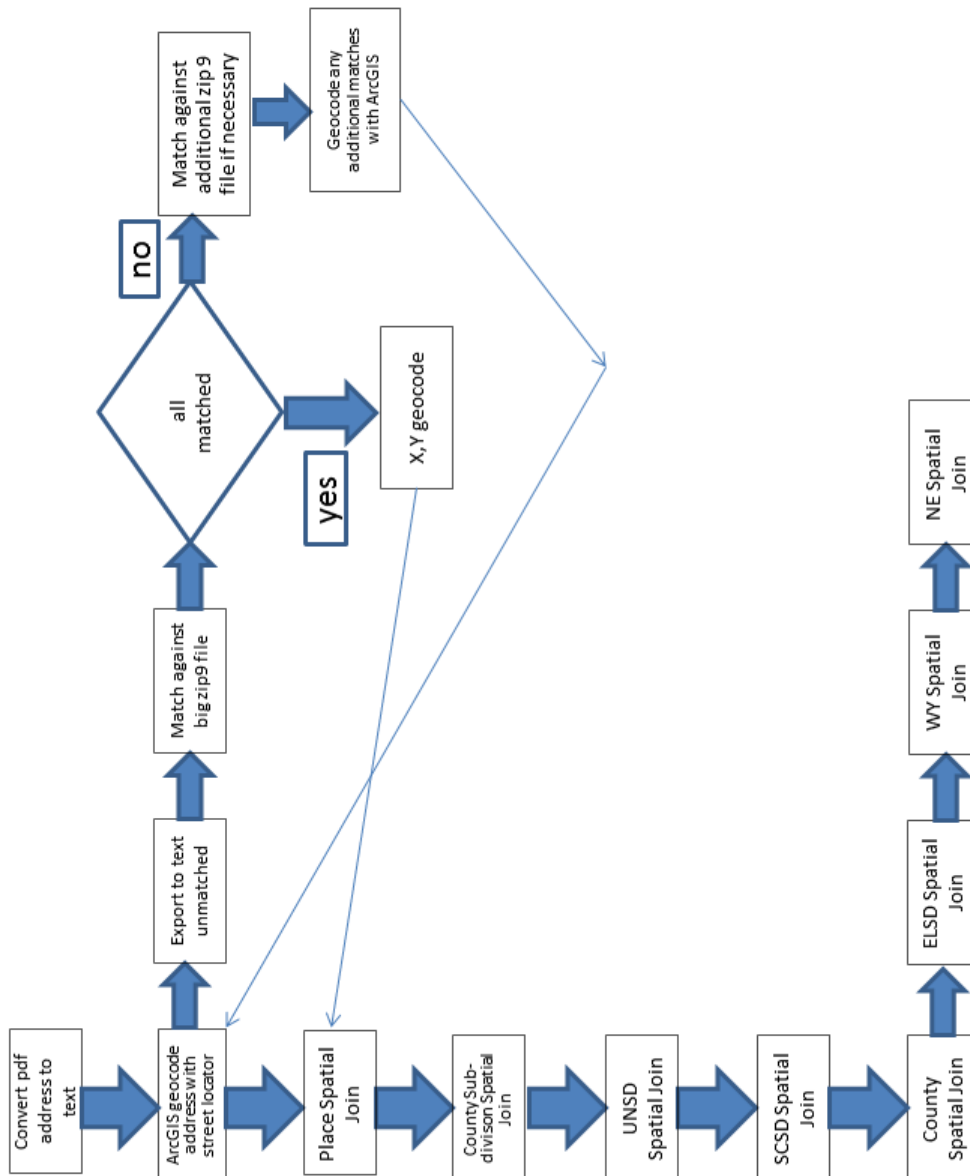 Convert pdf
address to
text
ArcGIS geocode
address with
street locator
Export to text
unmatched
Match against
big zip9 file
all
matched
no
Match against
additional zip 9
file if necessary
Geocode any
additional matches
with ArcGIS
yes
X,Y geocode
Place Spatial
Join
County Sub-
divison Spatial
Join
UNSD
Spatial Join
SCSD Spatial
Join
County
Spatial Join
ELSD Spatial
Join
WY Spatial
Join
NE Spatial
Join